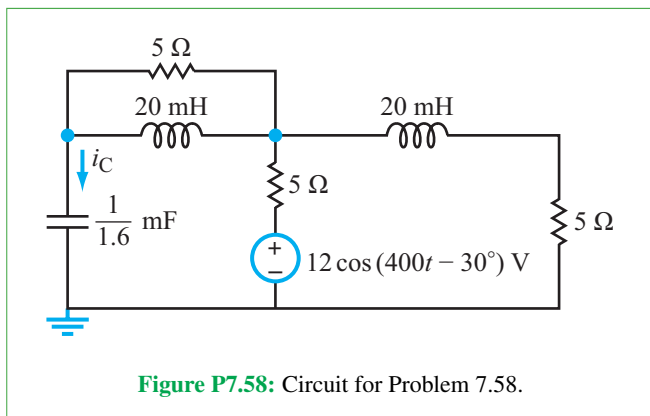 5 Ω
20 mH
20 mH
iC
5 Ω
1/1.6 mF
5 Ω
+
−
12 cos (400t − 30°) V
Figure P7.58: Circuit for Problem 7.58.